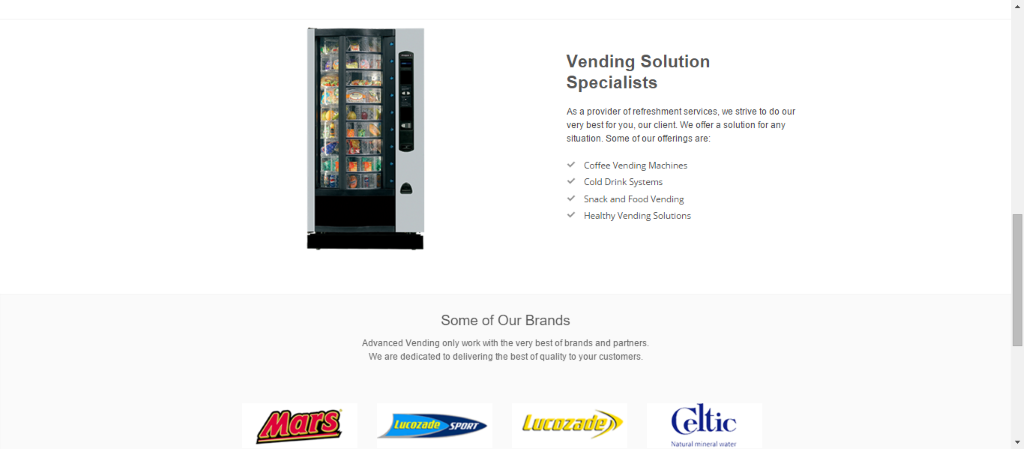 Vending Solution
Specialists
As a provider of refreshment services, we strive to do our
very best for you, our client. We offer a solution for any
situation. Some of our offerings are:
Coffee Vending Machines
Cold Drink Systems
Snack and Food Vending
Healthy Vending Solutions
Some of Our Brands
Advanced Vending only work with the very best of brands and partners.
We are dedicated to delivering the best of quality to your customers.
Mars
Lucozade SPORT
Lucozade
Celtic
Natural mineral water